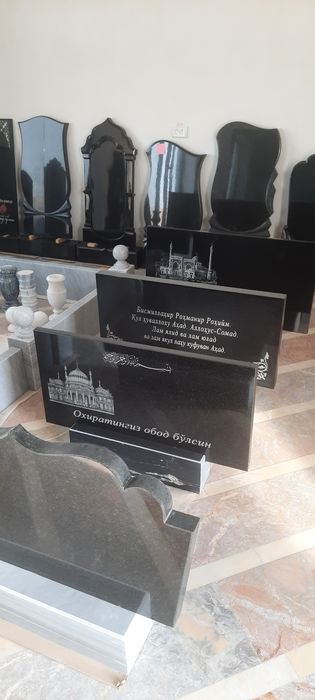 Бисмиллаҳир Роҳманир Роҳийм.
Қул ҳуваллоҳу Аҳад. Аллоҳус-Сомад.
Лам ялид ва лам юлад
ва лам якул лаҳу куфуван Аҳад.
Охиратингиз обод бўлсин